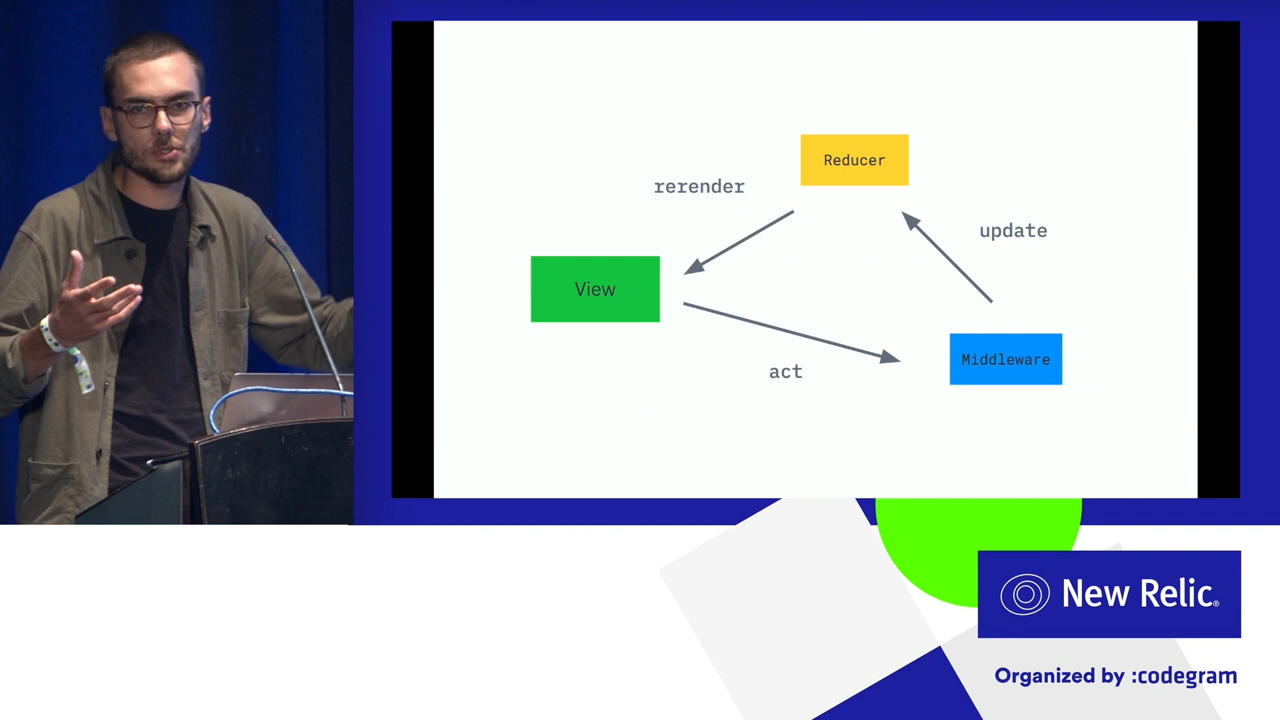 Reducer
rerender
update
View
Middleware
act
New Relic®
Organized by :codegram